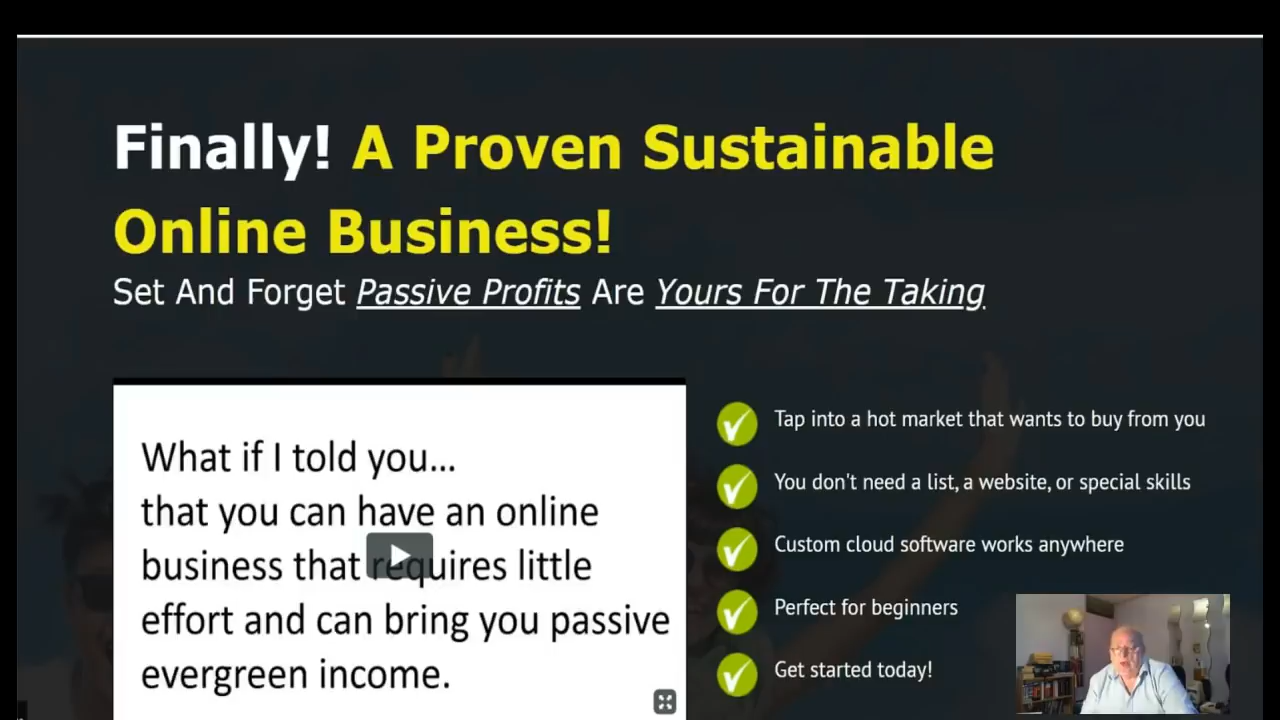 Finally! A Proven Sustainable
Online Business!
Set And Forget Passive Profits Are Yours For The Taking
What if I told you...
that you can have an online
business that requires little
effort and can bring you passive
evergreen income.
Tap into a hot market that wants to buy from you
You don't need a list, a website, or special skills
Custom cloud software works anywhere
Perfect for beginners
Get started today!